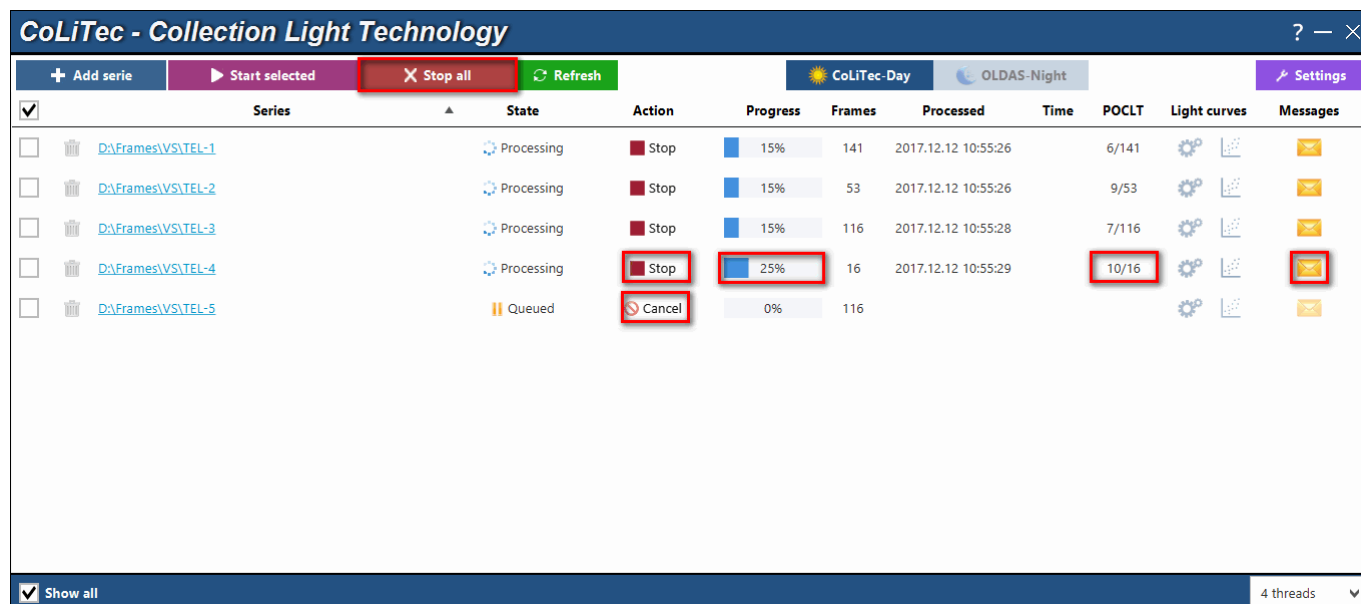 CoLiTec - Collection Light Technology ?
Add serie Start selected Stop all Refresh CoLiTec-Day OLDAS-Night Settings
Series State Action Progress Frames Processed Time POCLT Light curves Messages
D:\Frames\VS\TEL-1 Processing Stop 15% 141 2017.12.12 10:55:26 6/141
D:\Frames\VS\TEL-2 Processing Stop 15% 53 2017.12.12 10:55:26 9/53
D:\Frames\VS\TEL-3 Processing Stop 15% 116 2017.12.12 10:55:28 7/116
D:\Frames\VS\TEL-4 Processing Stop 25% 16 2017.12.12 10:55:29 10/16
D:\Frames\VS\TEL-5 Queued Cancel 0% 116
Show all 4 threads